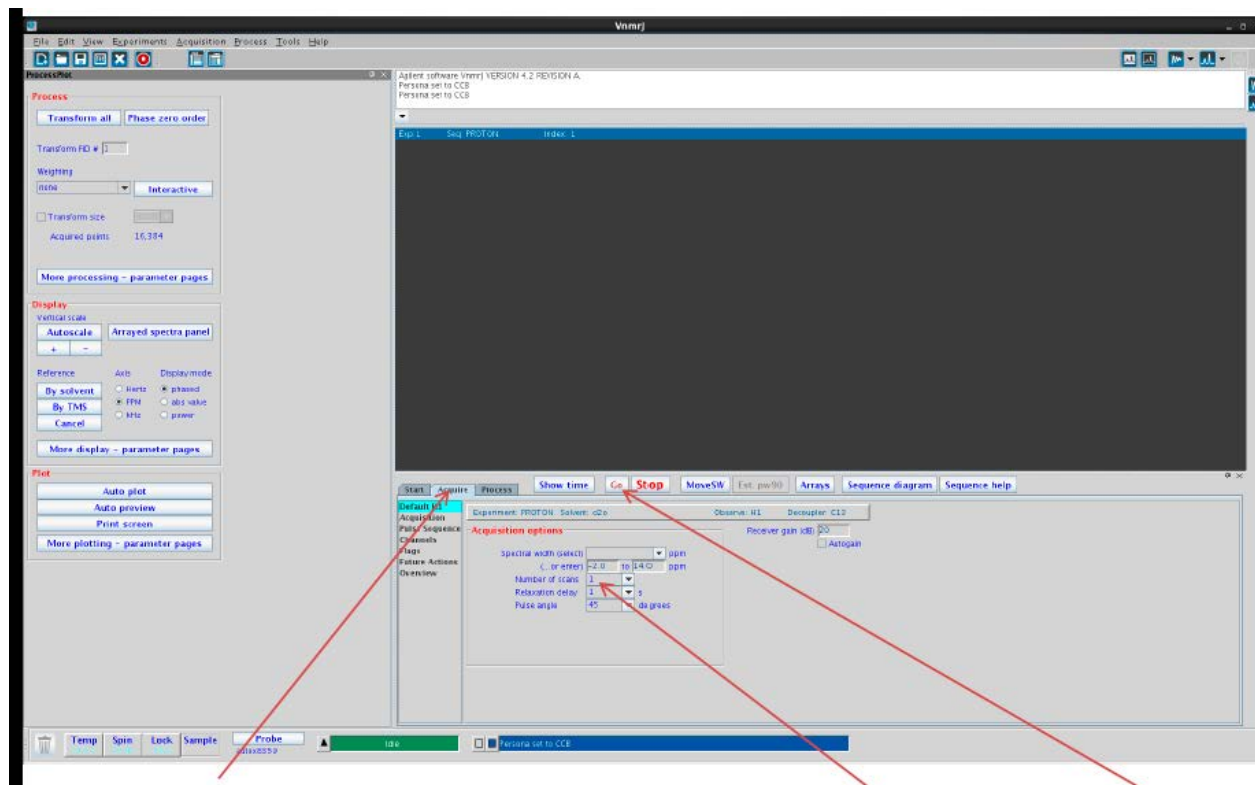 Vnmrj
File Edit View Experiments Acquisition Process Tools Help
ProcessPlot
Process
Transform all Phase zero order
Transform FID # 1
Weighting
none Interactive
Transform size
Acquired points 16,384
More processing - parameter pages
Display
Vertical scale
Autoscale Arrayed spectra panel
+ -
Reference Axis Display mode
By solvent Hertz phased
By TMS PPM abs value
Cancel kHz power
More display - parameter pages
Plot
Auto plot
Auto preview
Print screen
More plotting - parameter pages
Agilent software VnmrJ VERSION 4.2 REVISION A.
Persona set to CCB
Persona set to CCB
Exp:1 Seq: PROTON Index: 1
Start Acquire Process Show time Go Stop MoveSW Est. pw90 Arrays Sequence diagram Sequence help
Default H1
Acquisition
Pulse Sequence
Channels
Flags
Future Actions
Overview
Experiment: PROTON Solvent: d2o Observe: H1 Decoupler: C13
Acquisition options Receiver gain (dB) 20
Autogain
Spectral width (select) ppm
(...or enter) -2.0 to 14.0 ppm
Number of scans 1
Relaxation delay 1 s
Pulse angle 45 degrees
Temp Spin Lock Sample Probe Idle Persona set to CCB